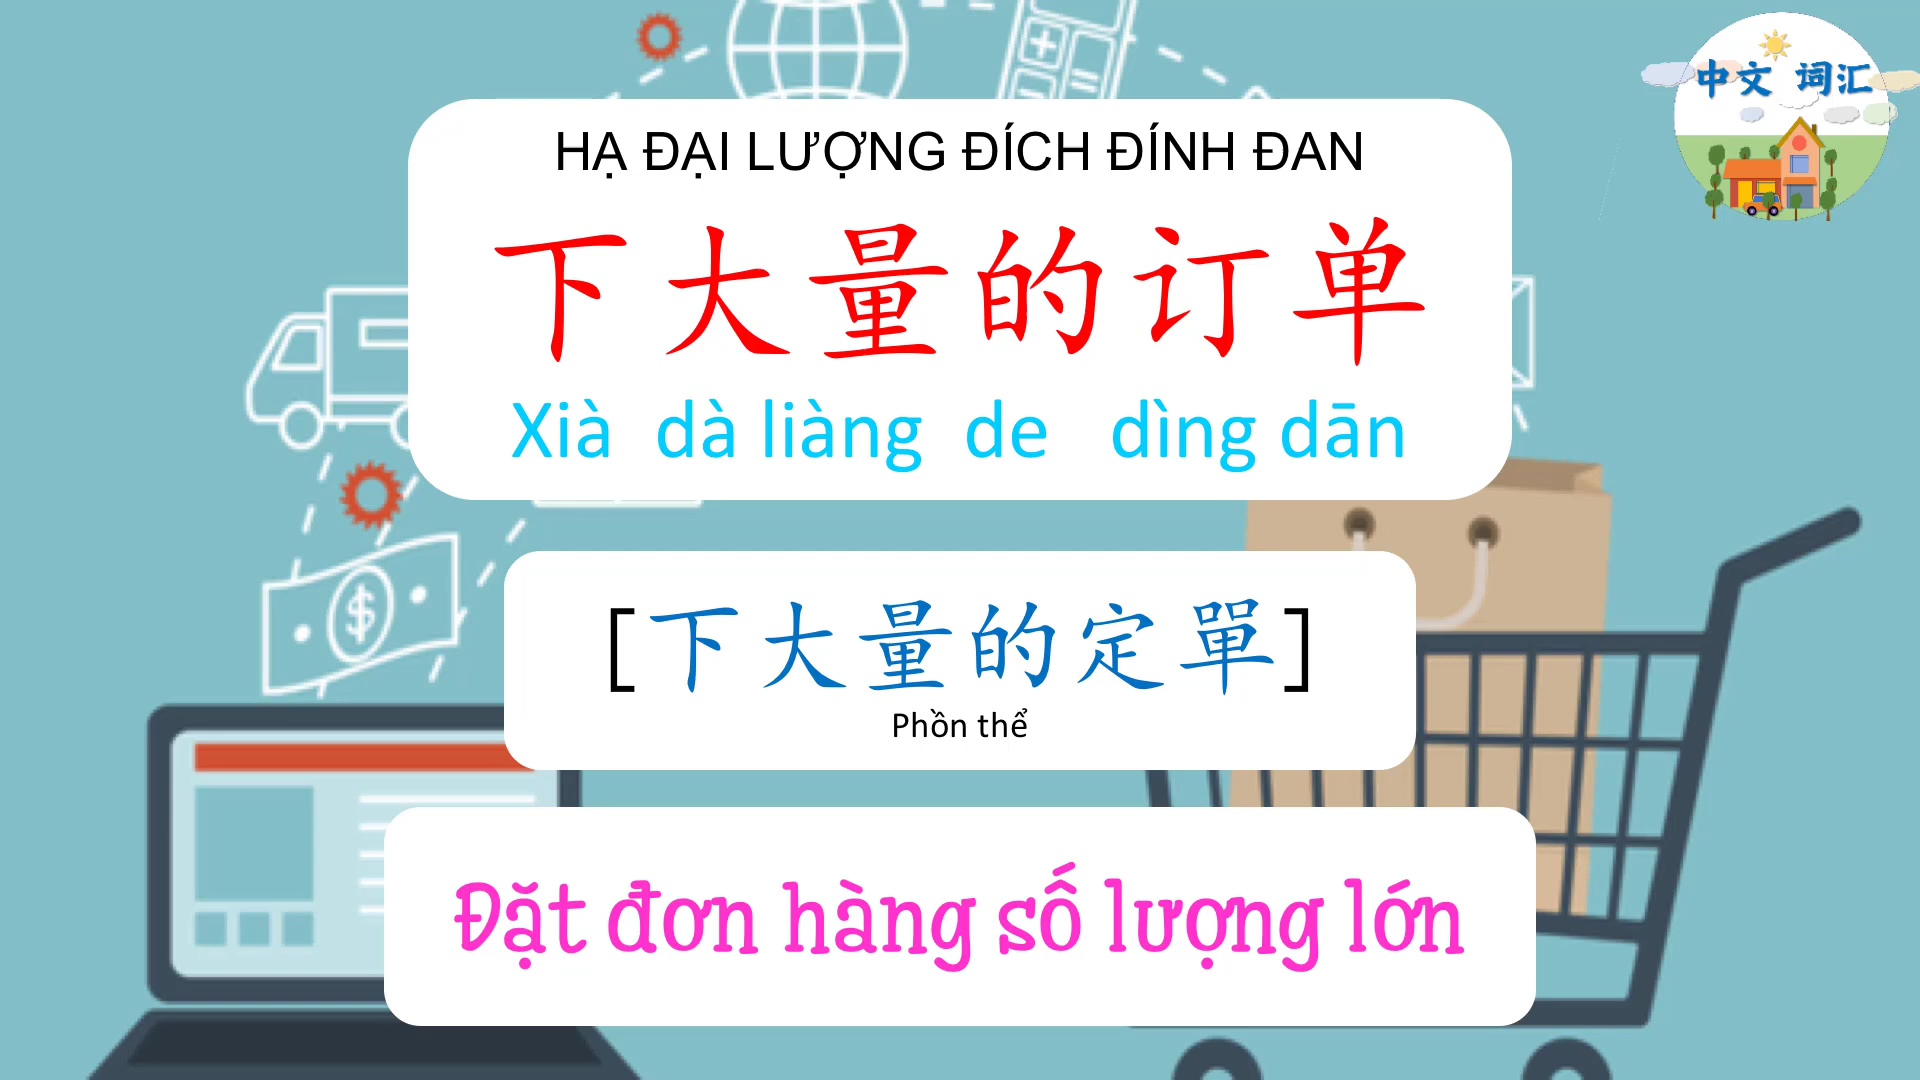 中文 词汇
HẠ ĐẠI LƯỢNG ĐÍCH ĐÍNH ĐAN
下大量的订单
Xià dà liàng de dìng dān
[下大量的定單]
Phồn thể
Đặt đơn hàng số lượng lớn